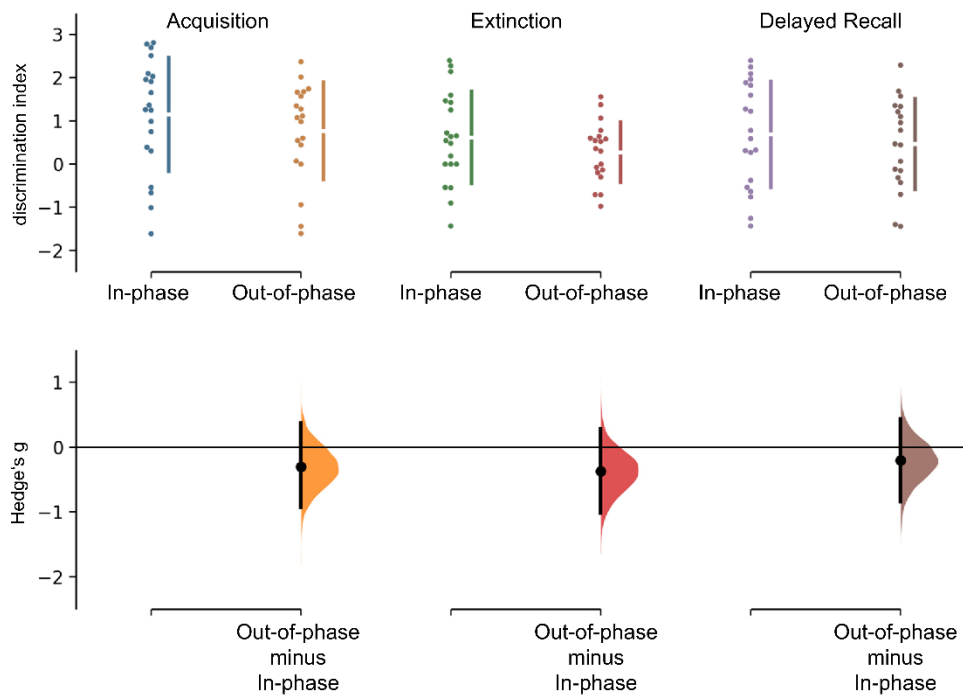 Acquisition Extinction Delayed Recall
3
2
1
0
−1
−2
discrimination index
In-phase Out-of-phase In-phase Out-of-phase In-phase Out-of-phase
1
0
−1
−2
Hedge's g
Out-of-phase Out-of-phase Out-of-phase
minus minus minus
In-phase In-phase In-phase